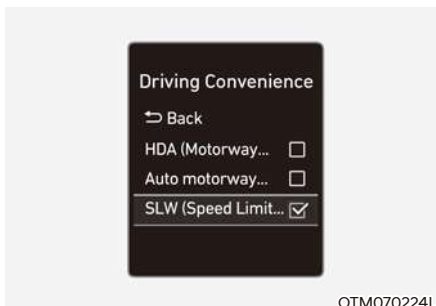 Driving Convenience
Back
HDA (Motorway...
Auto motorway...
SLW (Speed Limit...
OTM070224L